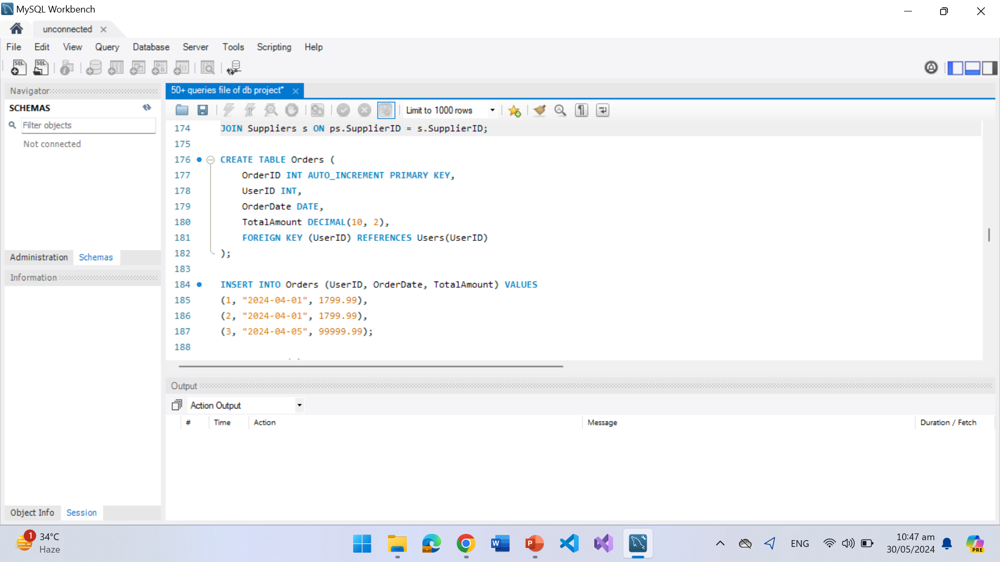 MySQL Workbench
unconnected
File Edit View Query Database Server Tools Scripting Help
SQL SQL
Navigator
SCHEMAS
Filter objects
Not connected
Administration Schemas
Information
Object Info Session
50+ queries file of db project*
Limit to 1000 rows
174 JOIN Suppliers s ON ps.SupplierID = s.SupplierID;
175
176 CREATE TABLE Orders (
177 OrderID INT AUTO_INCREMENT PRIMARY KEY,
178 UserID INT,
179 OrderDate DATE,
180 TotalAmount DECIMAL(10, 2),
181 FOREIGN KEY (UserID) REFERENCES Users(UserID)
182 );
183
184 INSERT INTO Orders (UserID, OrderDate, TotalAmount) VALUES
185 (1, "2024-04-01", 1799.99),
186 (2, "2024-04-01", 1799.99),
187 (3, "2024-04-05", 99999.99);
188
Output
Action Output
# Time Action Message Duration / Fetch
1
34°C
Haze
W
P
ENG
10:47 am
30/05/2024
PRE